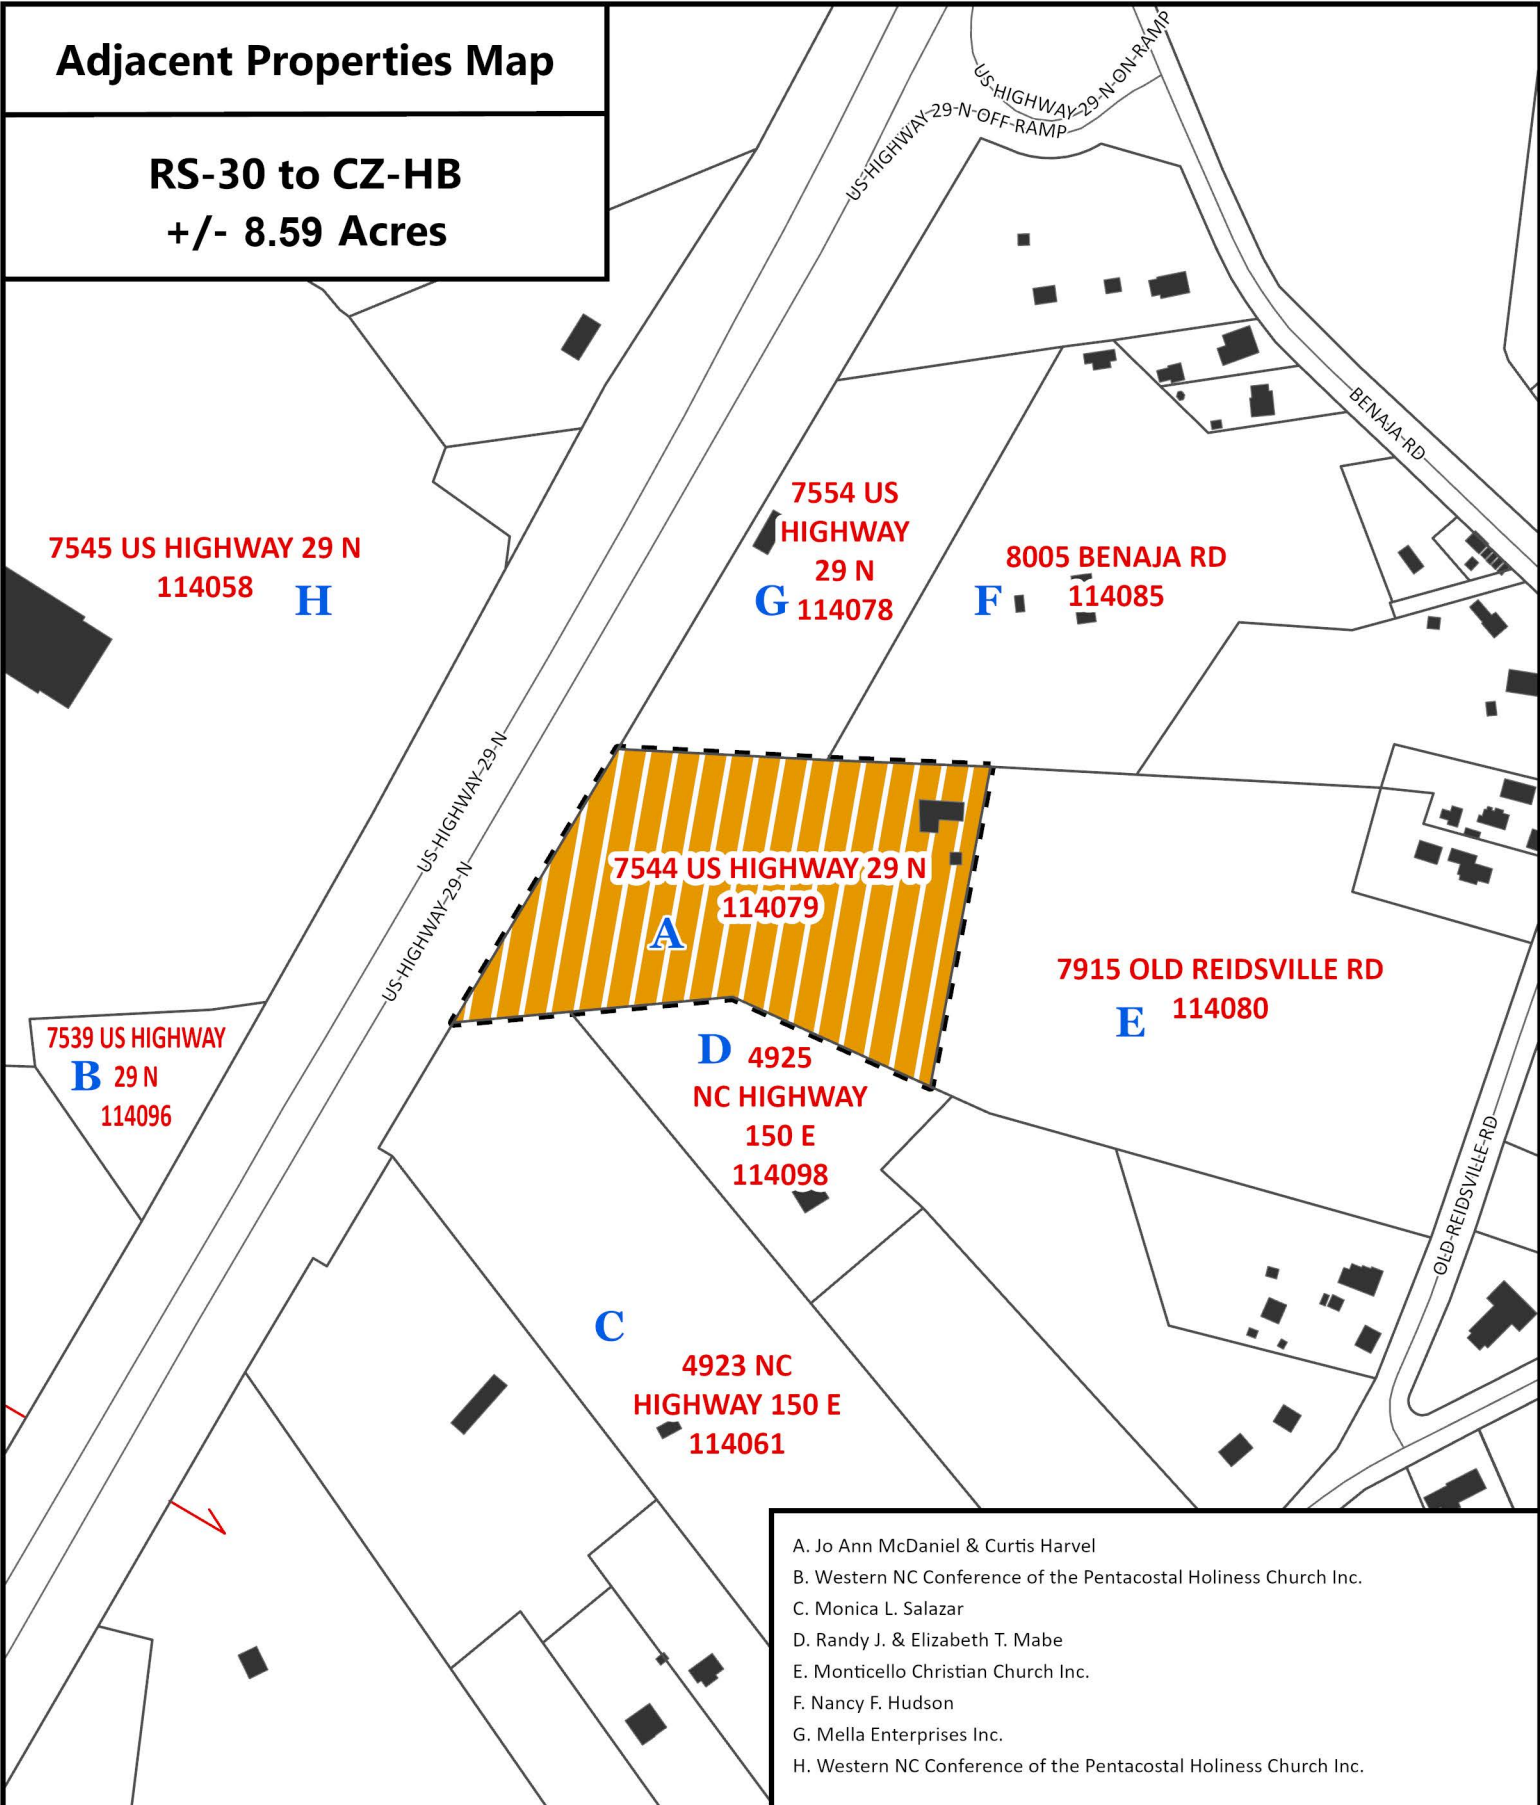 Adjacent Properties Map
RS-30 to CZ-HB
+/- 8.59 Acres
US-HIGHWAY-29-N-ON-RAMP
US-HIGHWAY-29-N-OFF-RAMP
BENAJA-RD
7545 US HIGHWAY 29 N
114058
H
7554 US
HIGHWAY
29 N
114078
G
8005 BENAJA RD
114085
F
US-HIGHWAY-29-N
US-HIGHWAY-29-N
7544 US HIGHWAY 29 N
114079
A
7915 OLD REIDSVILLE RD
114080
E
7539 US HIGHWAY
29 N
114096
B
D
4925
NC HIGHWAY
150 E
114098
OLD-REIDSVILLE-RD
C
4923 NC
HIGHWAY 150 E
114061
A. Jo Ann McDaniel & Curtis Harvel
B. Western NC Conference of the Pentacostal Holiness Church Inc.
C. Monica L. Salazar
D. Randy J. & Elizabeth T. Mabe
E. Monticello Christian Church Inc.
F. Nancy F. Hudson
G. Mella Enterprises Inc.
H. Western NC Conference of the Pentacostal Holiness Church Inc.